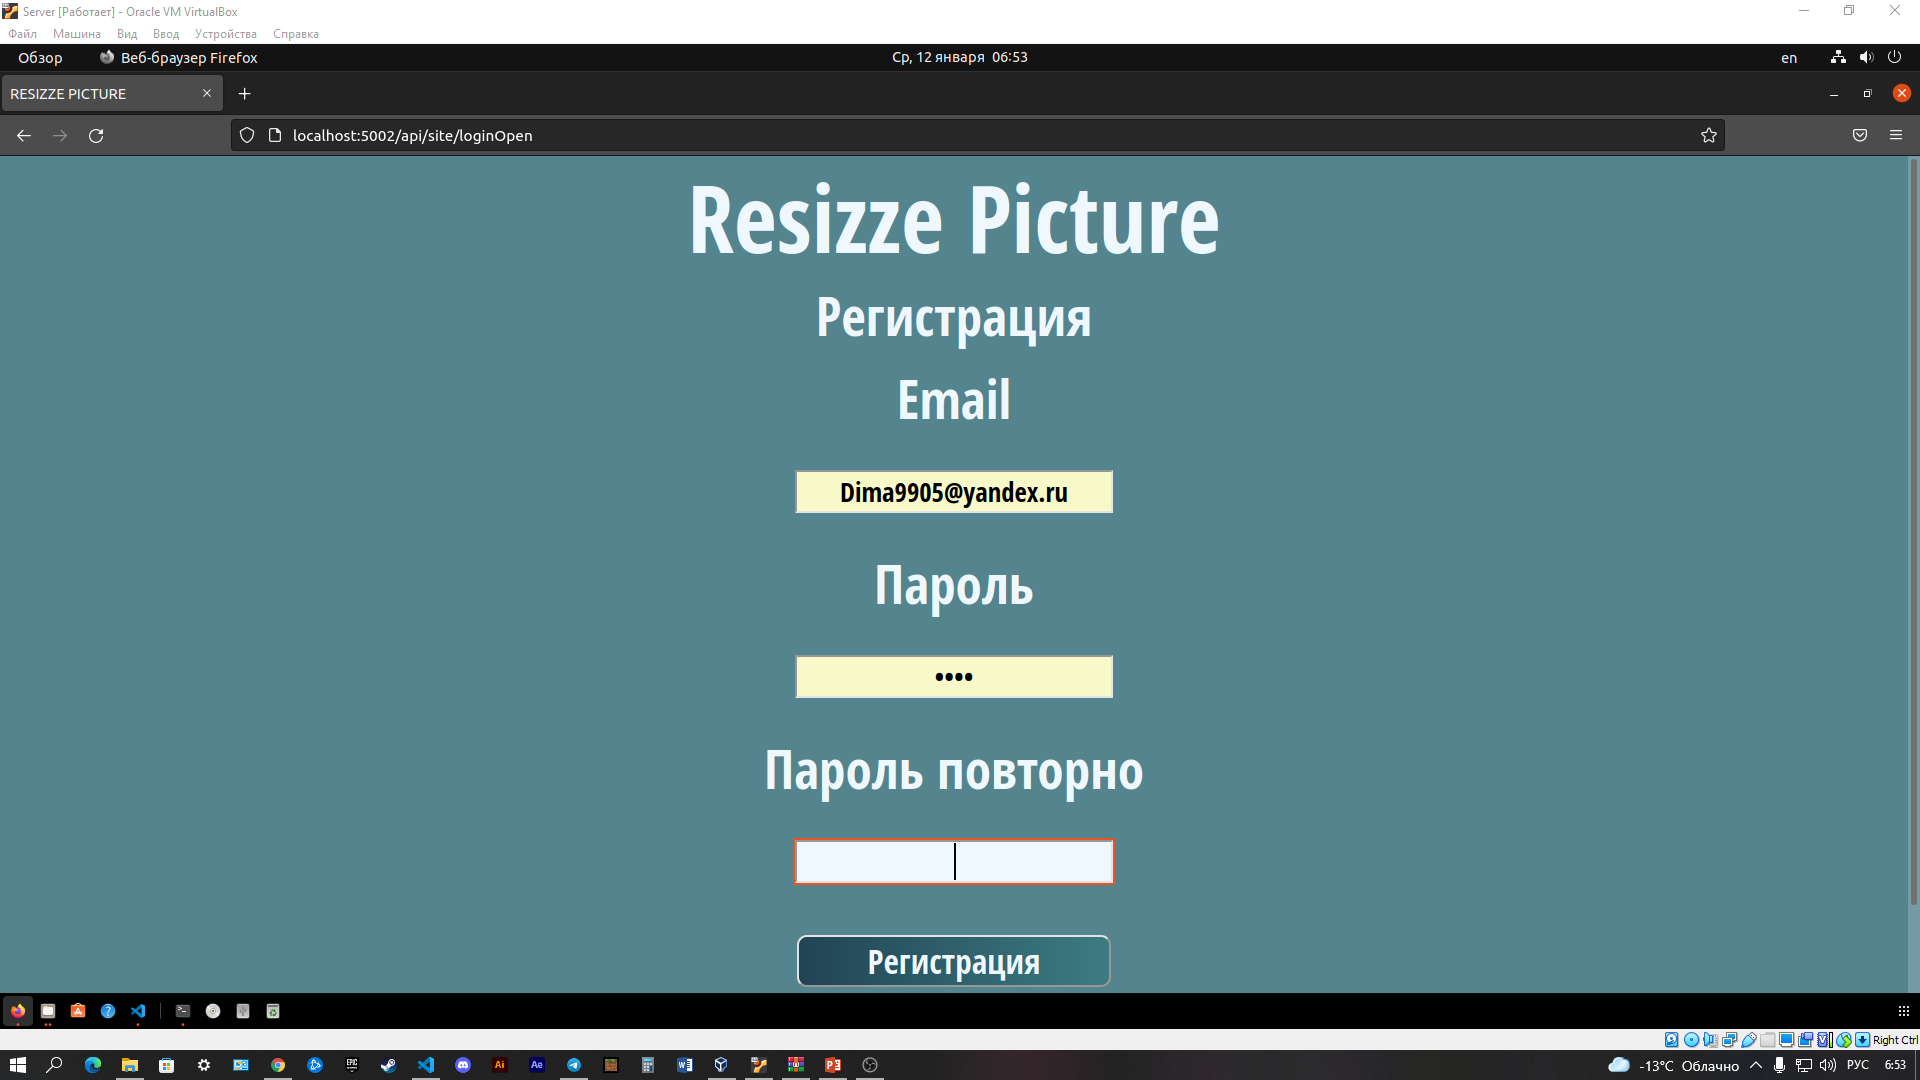 Server [Работает] - Oracle VM VirtualBox
Файл Машина Вид Ввод Устройства Справка
Обзор Веб-браузер Firefox Ср, 12 января 06:53 en
RESIZZE PICTURE
localhost:5002/api/site/loginOpen
Resizze Picture
Регистрация
Email
Dima9905@yandex.ru
Пароль
••••
Пароль повторно
Регистрация
Right Ctrl
-13°C Облачно РУС 6:53